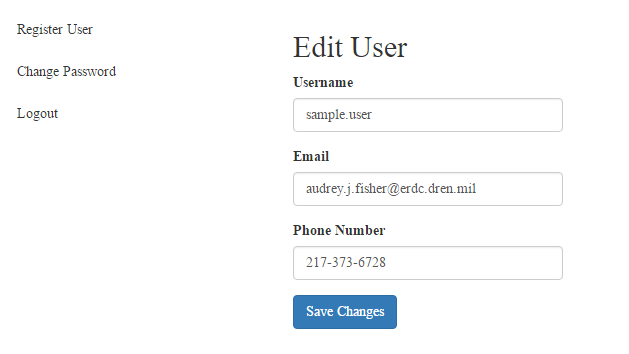 Register User
Change Password
Logout
Edit User
Username
sample.user
Email
audrey.j.fisher@erdc.dren.mil
Phone Number
217-373-6728
Save Changes